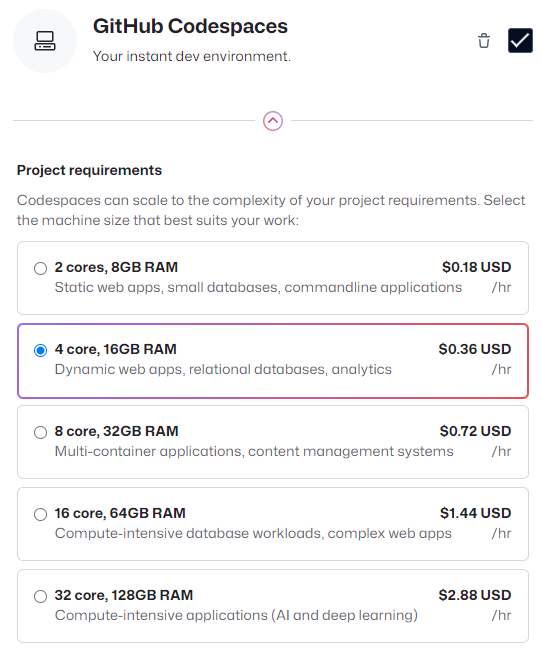 GitHub Codespaces
Your instant dev environment.
Project requirements
Codespaces can scale to the complexity of your project requirements. Select
the machine size that best suits your work:
2 cores, 8GB RAM $0.18 USD
Static web apps, small databases, commandline applications /hr
4 core, 16GB RAM $0.36 USD
Dynamic web apps, relational databases, analytics /hr
8 core, 32GB RAM $0.72 USD
Multi-container applications, content management systems /hr
16 core, 64GB RAM $1.44 USD
Compute-intensive database workloads, complex web apps /hr
32 core, 128GB RAM $2.88 USD
Compute-intensive applications (AI and deep learning) /hr